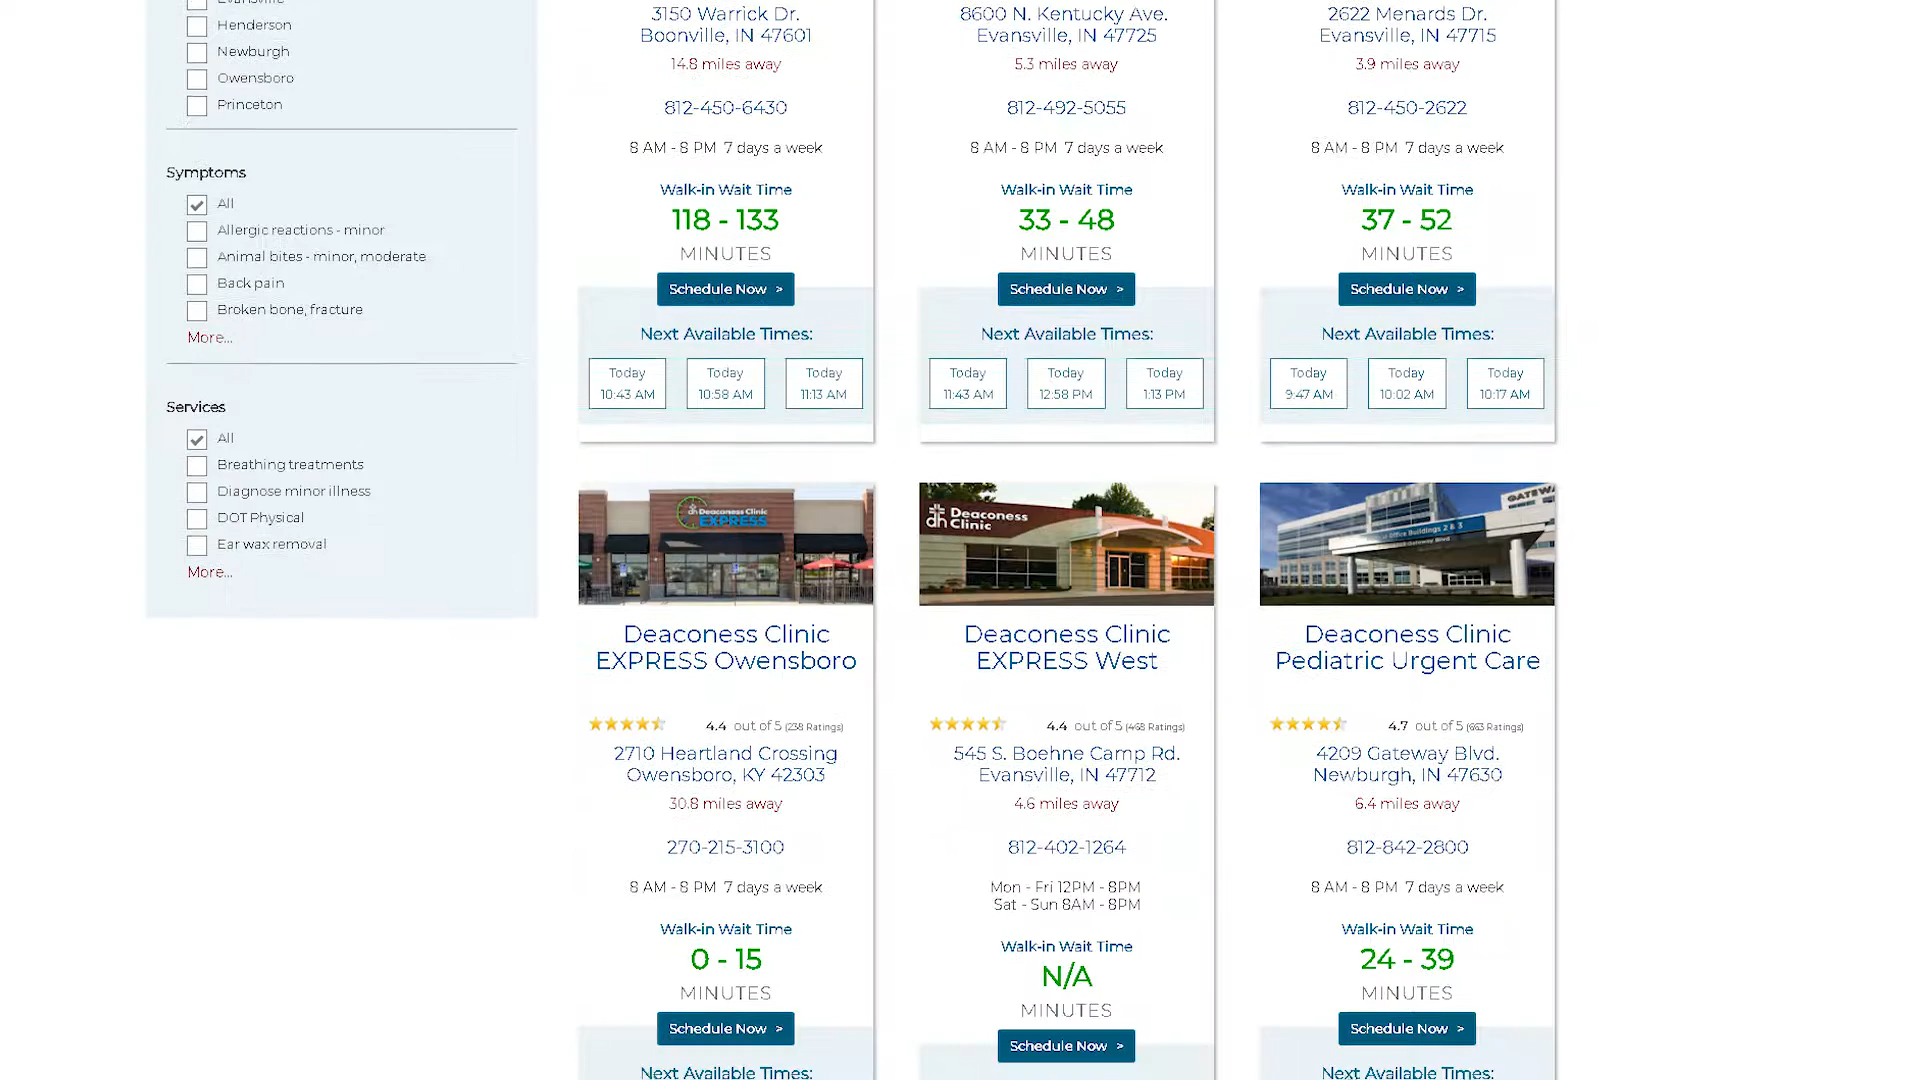 Evansville
Henderson
Newburgh
Owensboro
Princeton
Symptoms
All
Allergic reactions - minor
Animal bites - minor, moderate
Back pain
Broken bone, fracture
More...
Services
All
Breathing treatments
Diagnose minor illness
DOT Physical
Ear wax removal
More...
3150 Warrick Dr.
Boonville, IN 47601
14.8 miles away
812-450-6430
8 AM - 8 PM 7 days a week
Walk-in Wait Time
118 - 133
MINUTES
Schedule Now >
Next Available Times:
Today Today Today
10:43 AM 10:58 AM 11:13 AM
8600 N. Kentucky Ave.
Evansville, IN 47725
5.3 miles away
812-492-5055
8 AM - 8 PM 7 days a week
Walk-in Wait Time
33 - 48
MINUTES
Schedule Now >
Next Available Times:
Today Today Today
11:43 AM 12:58 PM 1:13 PM
2622 Menards Dr.
Evansville, IN 47715
3.9 miles away
812-450-2622
8 AM - 8 PM 7 days a week
Walk-in Wait Time
37 - 52
MINUTES
Schedule Now >
Next Available Times:
Today Today Today
9:47 AM 10:02 AM 10:17 AM
Deaconess Clinic
EXPRESS
Deaconess Clinic
EXPRESS Owensboro
4.4 out of 5 (238 Ratings)
2710 Heartland Crossing
Owensboro, KY 42303
30.8 miles away
270-215-3100
8 AM - 8 PM 7 days a week
Walk-in Wait Time
0 - 15
MINUTES
Schedule Now >
Next Available Times:
Deaconess
Clinic
Deaconess Clinic
EXPRESS West
4.4 out of 5 (468 Ratings)
545 S. Boehne Camp Rd.
Evansville, IN 47712
4.6 miles away
812-402-1264
Mon - Fri 12PM - 8PM
Sat - Sun 8AM - 8PM
Walk-in Wait Time
N/A
MINUTES
Schedule Now >
GATEWA
Office Buildings 2 & 3
Gateway Blvd.
Deaconess Clinic
Pediatric Urgent Care
4.7 out of 5 (663 Ratings)
4209 Gateway Blvd.
Newburgh, IN 47630
6.4 miles away
812-842-2800
8 AM - 8 PM 7 days a week
Walk-in Wait Time
24 - 39
MINUTES
Schedule Now >
Next Available Times: